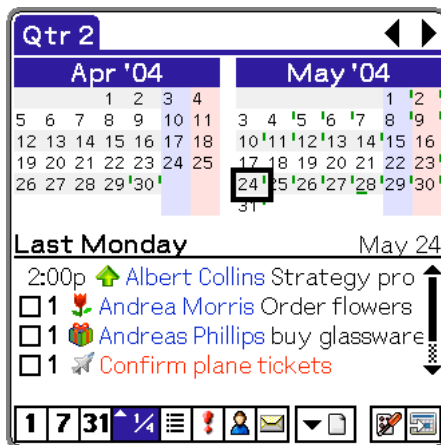 Qtr 2
Apr '04
1 2 3 4
5 6 7 8 9 10 11
12 13 14 15 16 17 18
19 20 21 22 23 24 25
26 27 28 29 30
May '04
1 2
3 4 5 6 7 8 9
10 11 12 13 14 15 16
17 18 19 20 21 22 23
24 25 26 27 28 29 30
31
Last Monday May 24
2:00p Albert Collins Strategy pro
1 Andrea Morris Order flowers
1 Andreas Phillips buy glassware
1 Confirm plane tickets
1 7 31 1/4